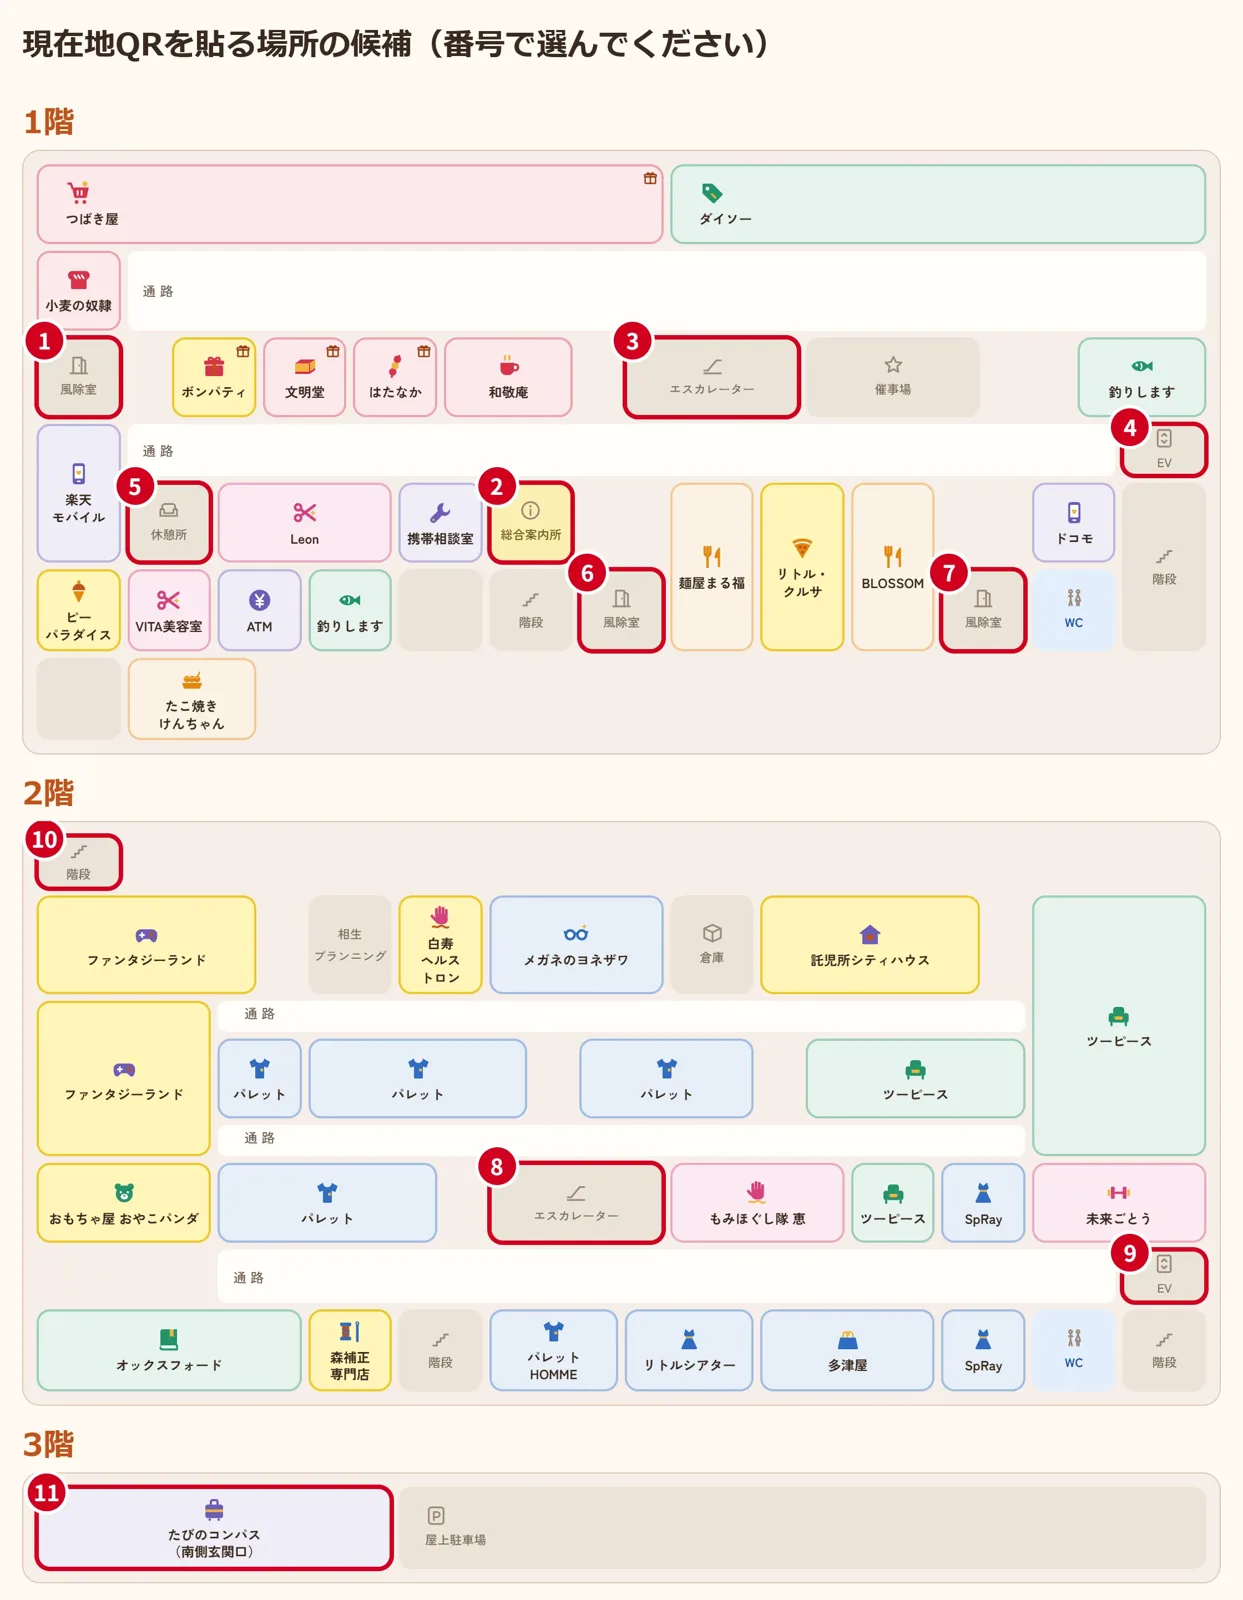 現在地QRを貼る場所の候補（番号で選んでください）
1階
つばき屋
ダイソー
小麦の奴隷
通路
1
風除室
ボンパティ
文明堂
はたなか
和敬庵
3
エスカレーター
催事場
釣りします
楽天
モバイル
通路
4
EV
5
休憩所
Leon
携帯相談室
2
総合案内所
麺屋まる福
リトル・
クルサ
BLOSSOM
ドコモ
階段
ビー
パラダイス
VITA美容室
ATM
釣りします
階段
6
風除室
7
風除室
WC
たこ焼き
けんちゃん
2階
10
階段
ファンタジーランド
相生
プランニング
白寿
ヘルス
トロン
メガネのヨネザワ
倉庫
託児所シティハウス
ツーピース
ファンタジーランド
通路
パレット
パレット
パレット
ツーピース
通路
おもちゃ屋 おやこパンダ
パレット
8
エスカレーター
もみほぐし隊 恵
ツーピース
SpRay
未来ごとう
通路
9
EV
オックスフォード
森補正
専門店
階段
パレット
HOMME
リトルシアター
多津屋
SpRay
WC
階段
3階
11
たびのコンパス
（南側玄関口）
P
屋上駐車場